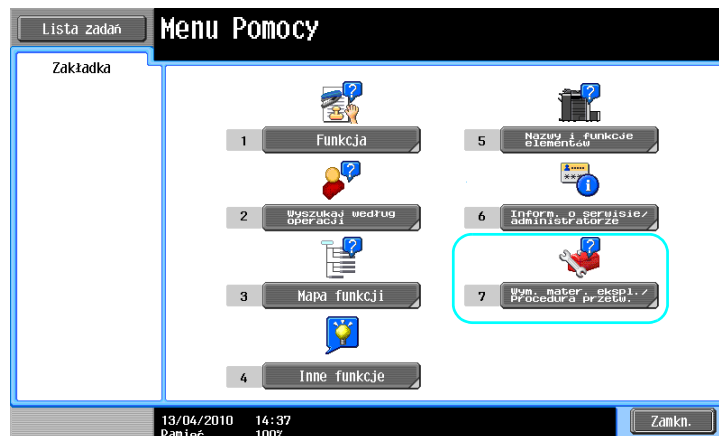 Lista zadań
Menu Pomocy
Zakładka
1 Funkcja
2 Wyszukaj według
operacji
3 Mapa funkcji
4 Inne funkcje
5 Nazwy i funkcje
elementów
6 Inform. o serwisie/
administratorze
7 Wym. mater. ekspl./
Procedura przetw.
13/04/2010 14:37
Pamięć 100%
Zamkn.